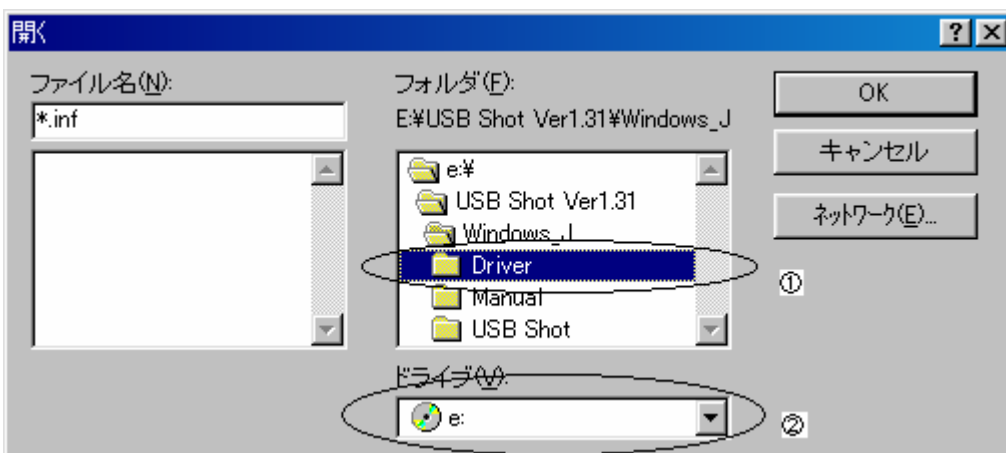 開く
ファイル名(N):
*.inf
フォルダ(F):
E:¥USB Shot Ver1.31¥Windows_J
e:¥
USB Shot Ver1.31
Windows_J
Driver
Manual
USB Shot
ドライブ(V):
e:
OK
キャンセル
ネットワーク(E)...
①
②